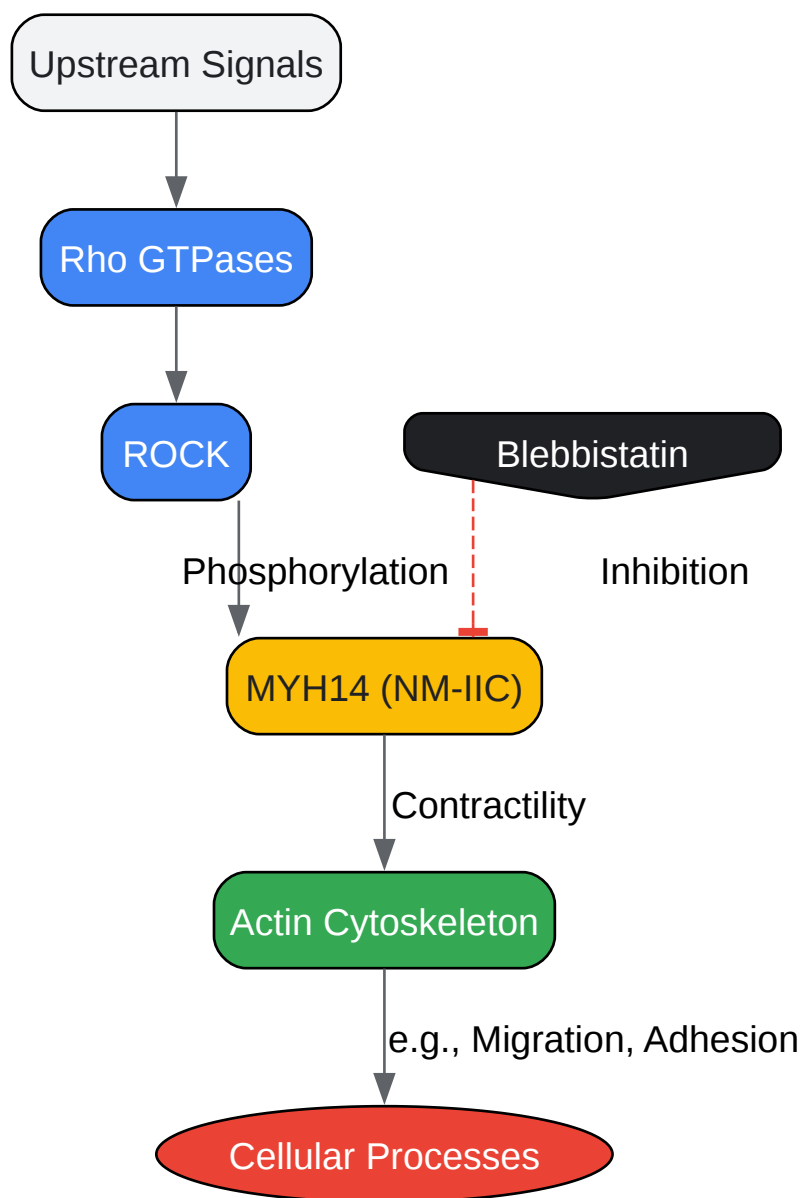 Upstream Signals
Rho GTPases
ROCK
Blebbistatin
Phosphorylation
Inhibition
MYH14 (NM-IIC)
Contractility
Actin Cytoskeleton
e.g., Migration, Adhesion
Cellular Processes